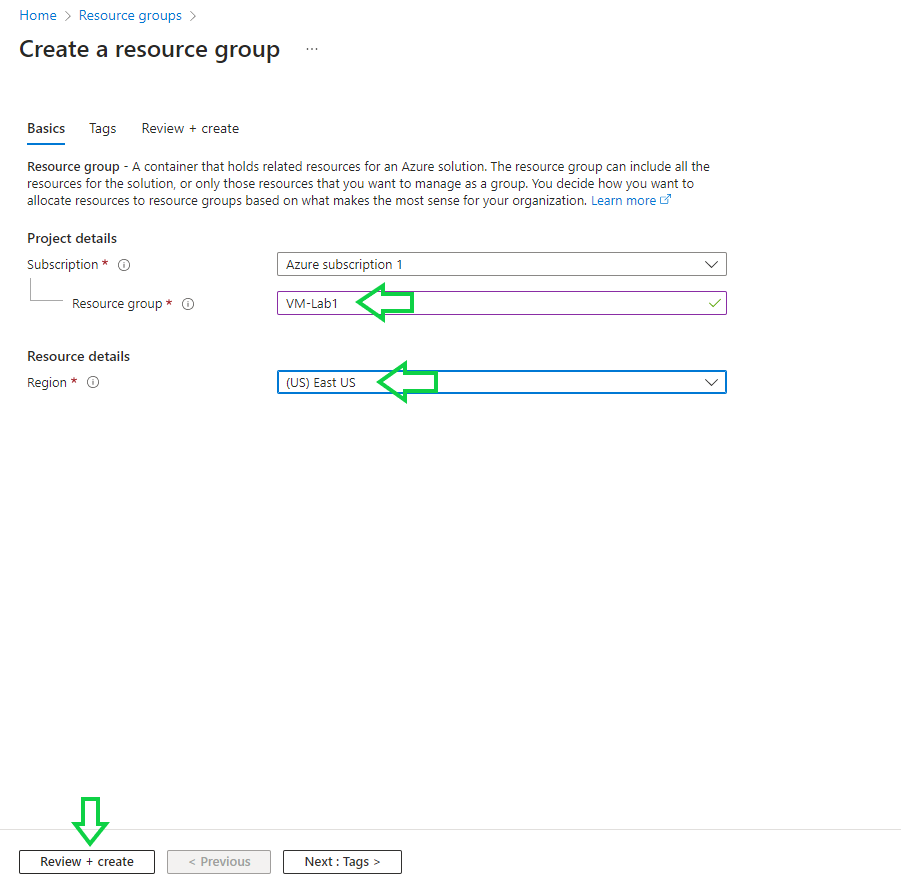 Home > Resource groups >
Create a resource group ...
Basics Tags Review + create
Resource group - A container that holds related resources for an Azure solution. The resource group can include all the
resources for the solution, or only those resources that you want to manage as a group. You decide how you want to
allocate resources to resource groups based on what makes the most sense for your organization. Learn more
Project details
Subscription * Azure subscription 1
Resource group * VM-Lab1
Resource details
Region * (US) East US
Review + create < Previous Next : Tags >